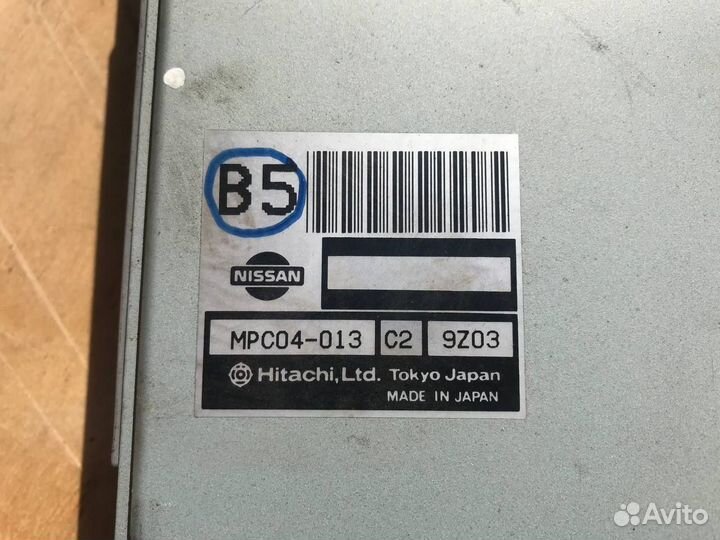 B5
NISSAN
MPC04-013 C2 9Z03
Hitachi, Ltd. Tokyo Japan
MADE IN JAPAN
Avito